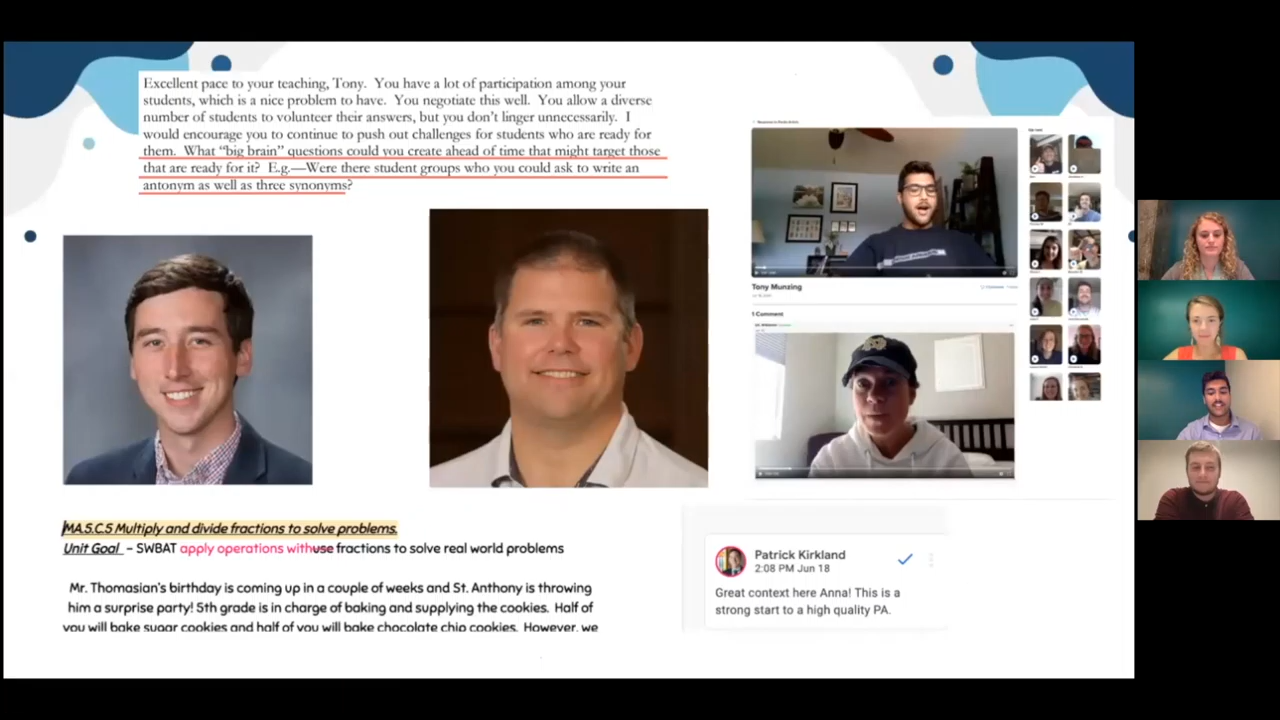 Excellent pace to your teaching, Tony.  You have a lot of participation among your
students, which is a nice problem to have.  You negotiate this well.  You allow a diverse
number of students to volunteer their answers, but you don't linger unnecessarily.  I
would encourage you to continue to push out challenges for students who are ready for
them.  What “big brain” questions could you create ahead of time that might target those
that are ready for it?  E.g.—Were there student groups who you could ask to write an
antonym as well as three synonyms?
Tony Munzing
1 Comment
MA.5.C.5 Multiply and divide fractions to solve problems.
Unit Goal  – SWBAT apply operations withuse fractions to solve real world problems
Mr. Thomasian's birthday is coming up in a couple of weeks and St. Anthony is throwing
him a surprise party! 5th grade is in charge of baking and supplying the cookies.  Half of
you will bake sugar cookies and half of you will bake chocolate chip cookies.  However, we
Patrick Kirkland
2:08 PM Jun 18
Great context here Anna! This is a
strong start to a high quality PA.